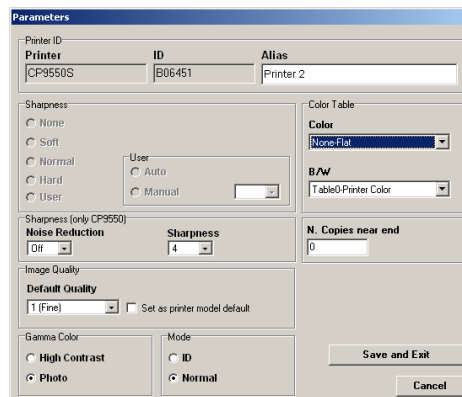 Parameters
Printer ID
Printer ID Alias
CP9550S B06451 Printer 2
Sharpness
None
Soft
Normal
Hard
User
User
Auto
Manual
Color Table
Color
None-Flat
B/W
Table0-Printer Color
Sharpness (only CP9550)
Noise Reduction Sharpness
Off 4
N. Copies near end
0
Image Quality
Default Quality
1 (Fine) Set as printer model default
Gamma Color
High Contrast
Photo
Mode
ID
Normal
Save and Exit
Cancel